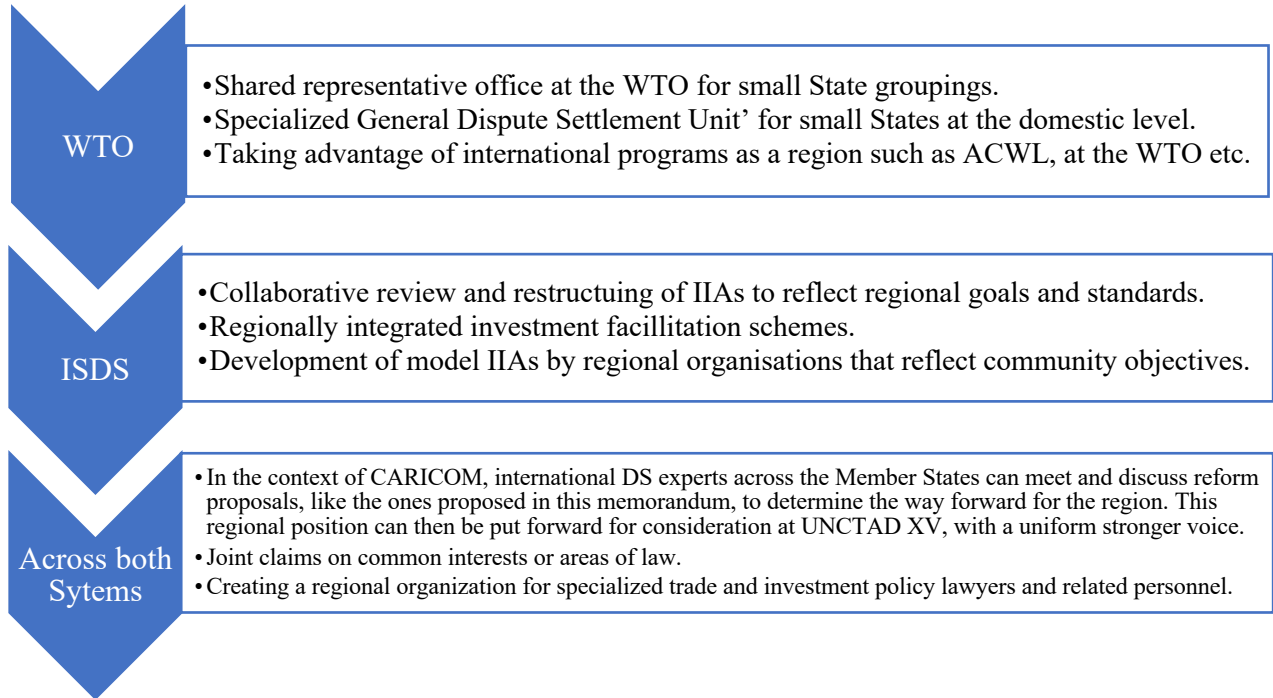 WTO
•Shared representative office at the WTO for small State groupings.
•Specialized General Dispute Settlement Unit’ for small States at the domestic level.
•Taking advantage of international programs as a region such as ACWL, at the WTO etc.
ISDS
•Collaborative review and restructuing of IIAs to reflect regional goals and standards.
•Regionally integrated investment facillitation schemes.
•Development of model IIAs by regional organisations that reflect community objectives.
Across both
Sytems
•In the context of CARICOM, international DS experts across the Member States can meet and discuss reform
proposals, like the ones proposed in this memorandum, to determine the way forward for the region. This
regional position can then be put forward for consideration at UNCTAD XV, with a uniform stronger voice.
•Joint claims on common interests or areas of law.
•Creating a regional organization for specialized trade and investment policy lawyers and related personnel.